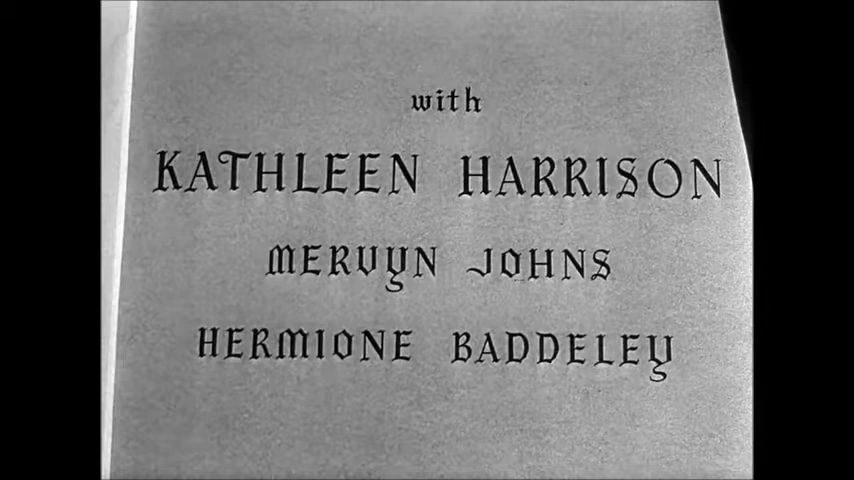 with
KATHLEEN HARRISON
MERVYN JOHNS
HERMIONE BADDELEY